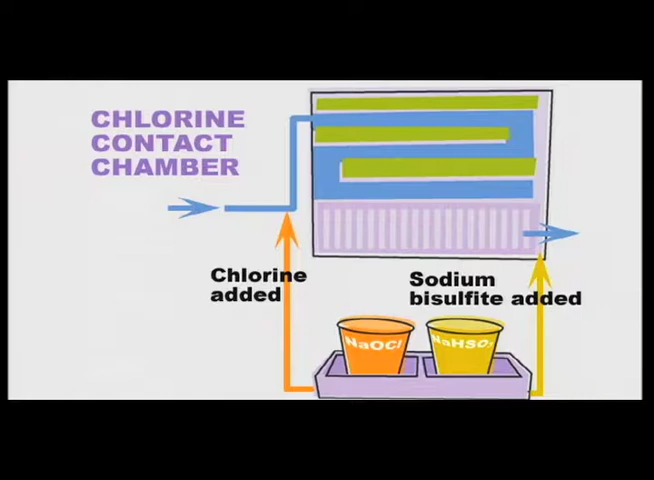 CHLORINE
CONTACT
CHAMBER
Chlorine
added
Sodium
bisulfite added
NaOCl
NaHSO₃